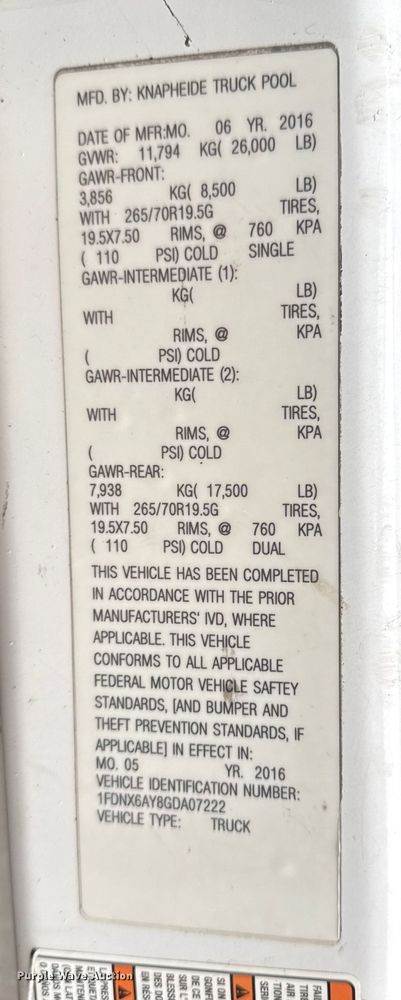 MFD. BY: KNAPHEIDE TRUCK POOL
DATE OF MFR:MO. 06 YR. 2016
GVWR: 11,794 KG( 26,000 LB)
GAWR-FRONT:
3,856 KG( 8,500 LB)
WITH 265/70R19.5G TIRES,
19.5X7.50 RIMS, @ 760 KPA
( 110 PSI) COLD SINGLE
GAWR-INTERMEDIATE (1):
KG( LB)
WITH TIRES,
RIMS, @ KPA
( PSI) COLD
GAWR-INTERMEDIATE (2):
KG( LB)
WITH TIRES,
RIMS, @ KPA
( PSI) COLD
GAWR-REAR:
7,938 KG( 17,500 LB)
WITH 265/70R19.5G TIRES,
19.5X7.50 RIMS, @ 760 KPA
( 110 PSI) COLD DUAL
THIS VEHICLE HAS BEEN COMPLETED
IN ACCORDANCE WITH THE PRIOR
MANUFACTURERS' IVD, WHERE
APPLICABLE. THIS VEHICLE
CONFORMS TO ALL APPLICABLE
FEDERAL MOTOR VEHICLE SAFTEY
STANDARDS, [AND BUMPER AND
THEFT PREVENTION STANDARDS, IF
APPLICABLE] IN EFFECT IN:
MO. 05 YR. 2016
VEHICLE IDENTIFICATION NUMBER:
1FDNX6AY8GDA07222
VEHICLE TYPE: TRUCK
Purple Wave Auction